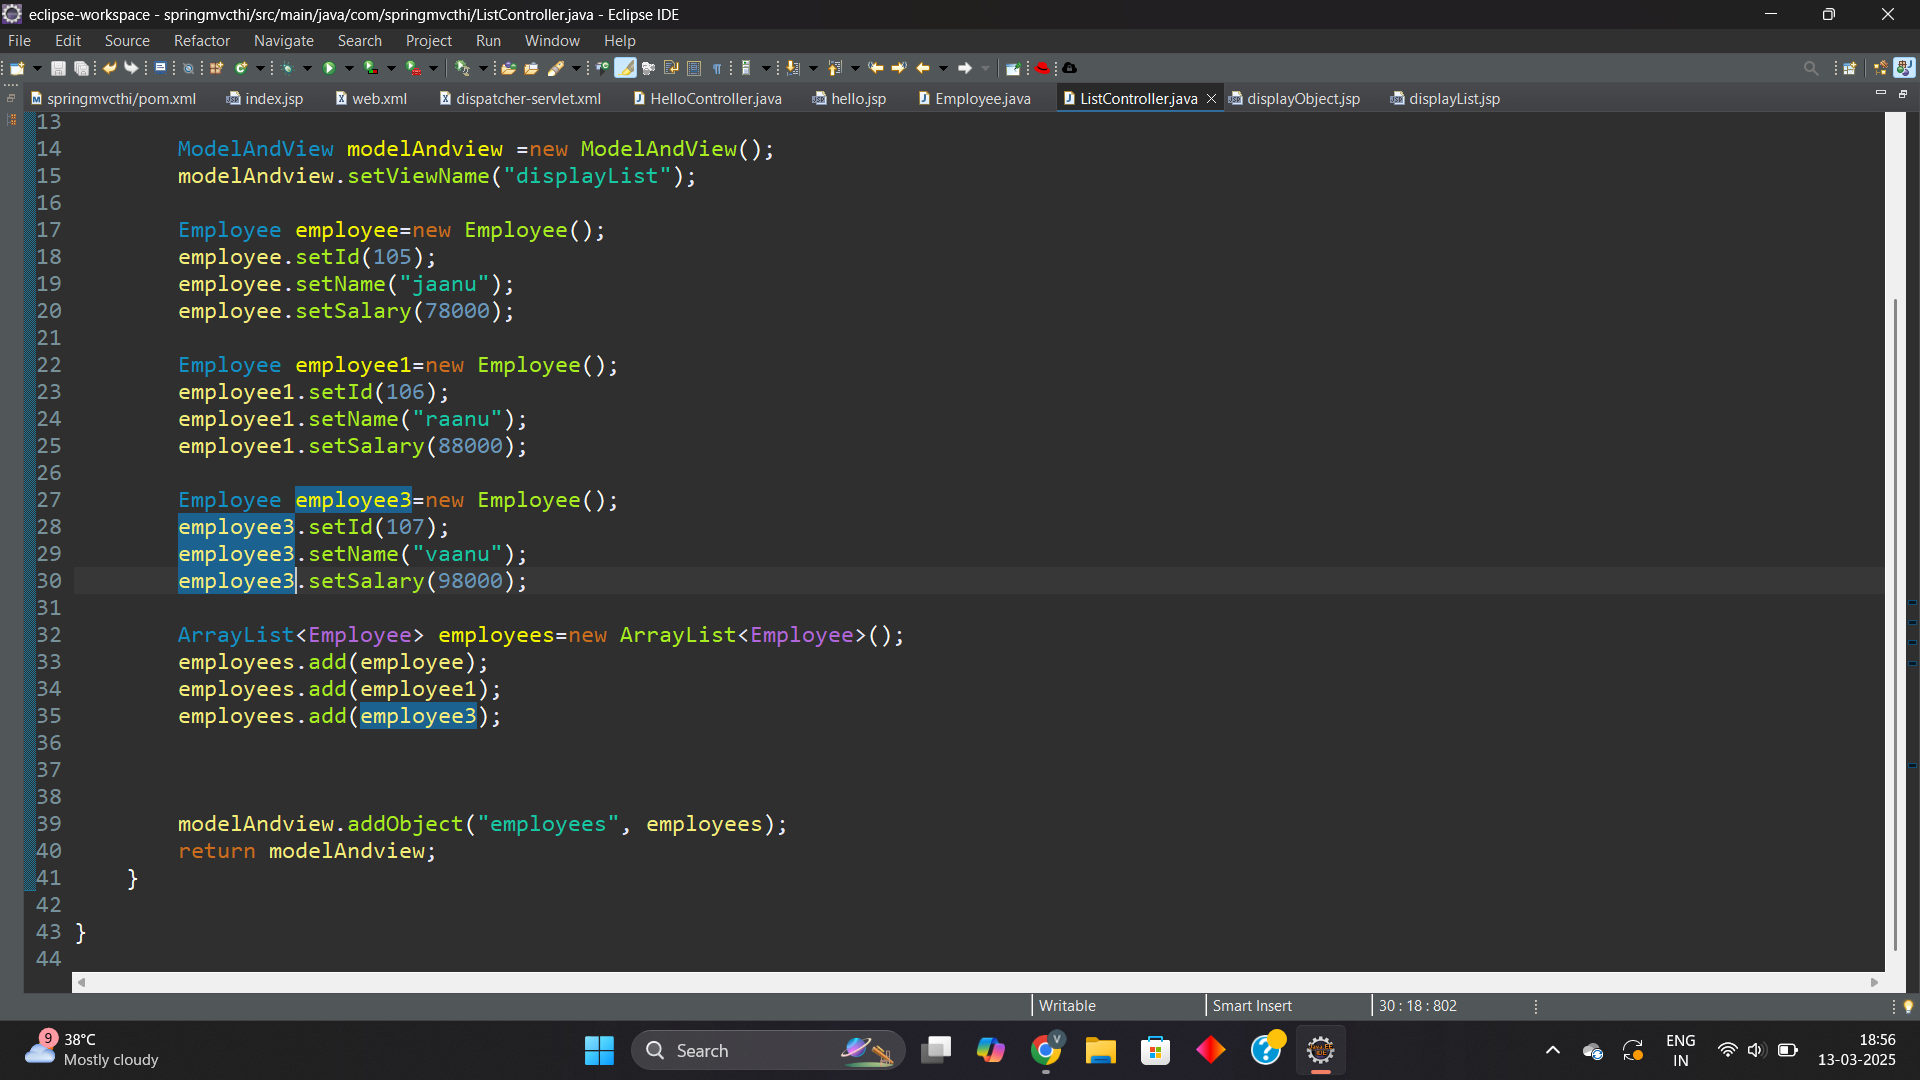 eclipse-workspace - springmvcthi/src/main/java/com/springmvcthi/ListController.java - Eclipse IDE
File Edit Source Refactor Navigate Search Project Run Window Help
springmvcthi/pom.xml index.jsp web.xml dispatcher-servlet.xml HelloController.java hello.jsp Employee.java ListController.java displayObject.jsp displayList.jsp
13
14 ModelAndView modelAndview =new ModelAndView();
15 modelAndview.setViewName("displayList");
16
17 Employee employee=new Employee();
18 employee.setId(105);
19 employee.setName("jaanu");
20 employee.setSalary(78000);
21
22 Employee employee1=new Employee();
23 employee1.setId(106);
24 employee1.setName("raanu");
25 employee1.setSalary(88000);
26
27 Employee employee3=new Employee();
28 employee3.setId(107);
29 employee3.setName("vaanu");
30 employee3.setSalary(98000);
31
32 ArrayList<Employee> employees=new ArrayList<Employee>();
33 employees.add(employee);
34 employees.add(employee1);
35 employees.add(employee3);
36
37
38
39 modelAndview.addObject("employees", employees);
40 return modelAndview;
41 }
42
43 }
44
Writable Smart Insert 30 : 18 : 802
9 38°C
Mostly cloudy
Search
V
ENG
IN
18:56
13-03-2025